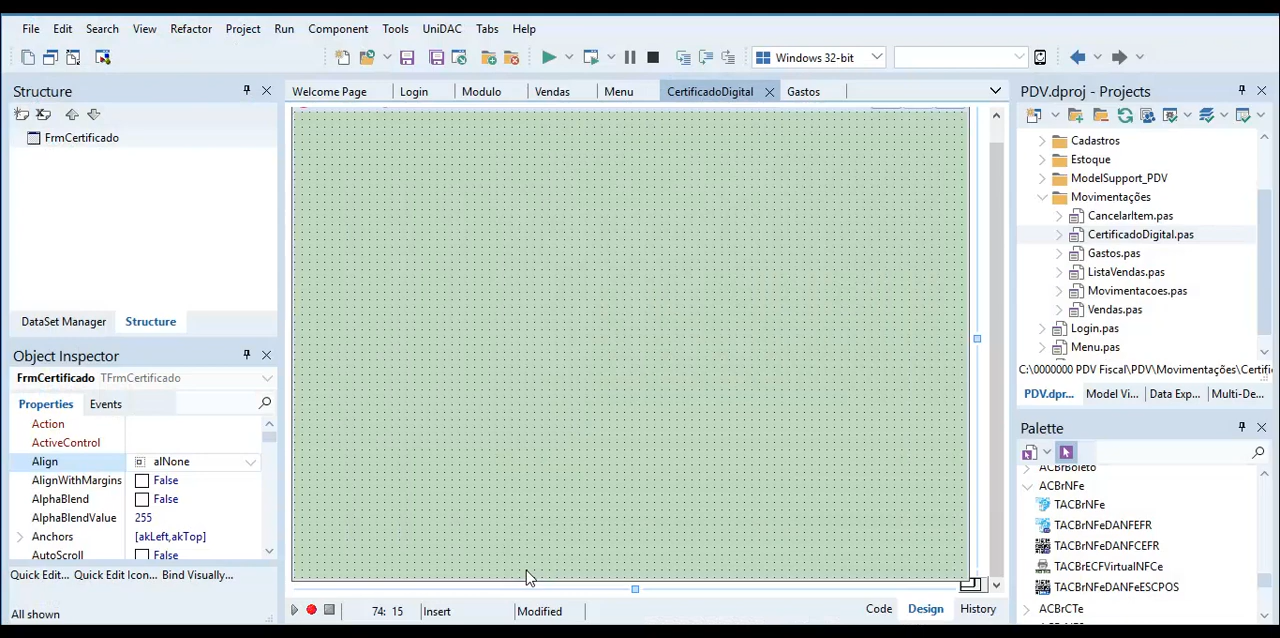 File Edit Search View Refactor Project Run Component Tools UniDAC Tabs Help
Windows 32-bit
Structure
FrmCertificado
DataSet Manager Structure
Object Inspector
FrmCertificado TFrmCertificado
Properties Events
Action
ActiveControl
Align alNone
AlignWithMargins False
AlphaBlend False
AlphaBlendValue 255
Anchors [akLeft,akTop]
AutoScroll False
Quick Edit... Quick Edit Icon... Bind Visually...
All shown
Welcome Page Login Modulo Vendas Menu CertificadoDigital Gastos
74: 15 Insert Modified Code Design History
PDV.dproj - Projects
Cadastros
Estoque
ModelSupport_PDV
Movimentações
CancelarItem.pas
CertificadoDigital.pas
Gastos.pas
ListaVendas.pas
Movimentacoes.pas
Vendas.pas
Login.pas
Menu.pas
C:\0000000 PDV Fiscal\PDV\Movimentações\Certifi
PDV.dpr... Model Vi... Data Exp... Multi-De...
Palette
ACBrBoleto
ACBrNFe
TACBrNFe
TACBrNFeDANFEFR
TACBrNFeDANFCEFR
TACBrECFVirtualNFCe
TACBrNFeDANFeESCPOS
ACBrCTe